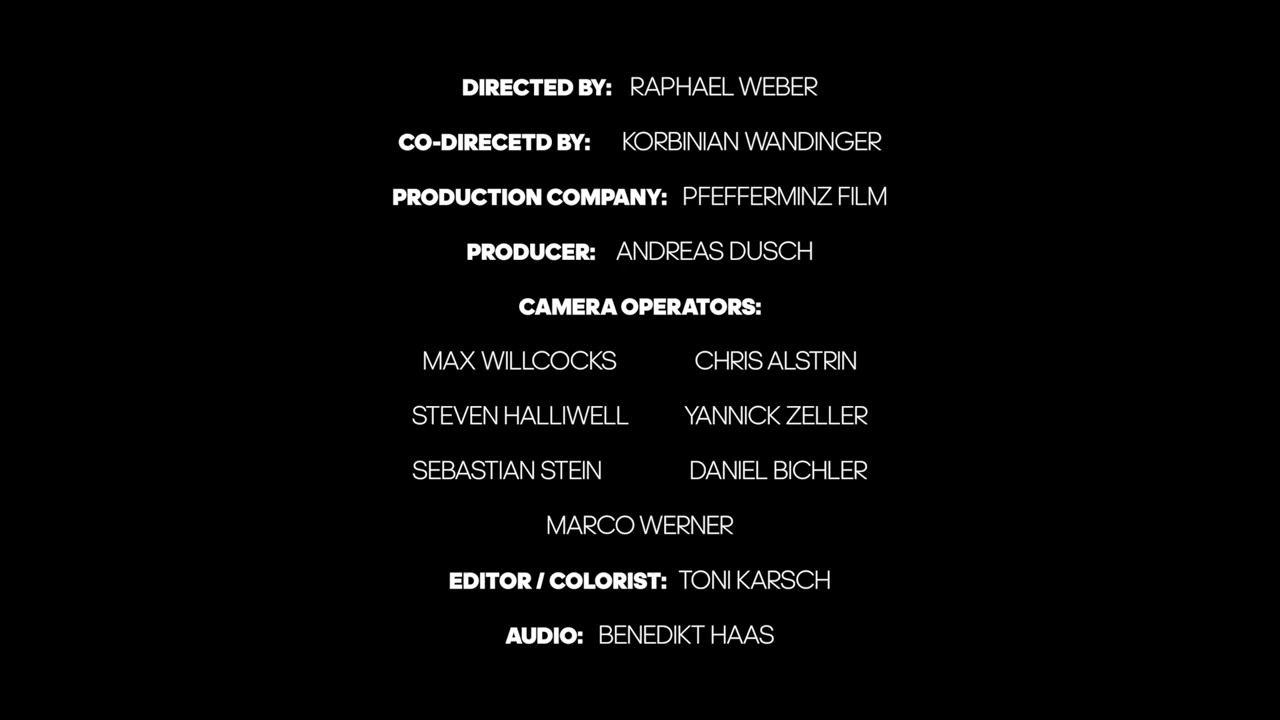 DIRECTED BY: RAPHAEL WEBER
CO-DIRECETD BY: KORBINIAN WANDINGER
PRODUCTION COMPANY: PFEFFERMINZ FILM
PRODUCER: ANDREAS DUSCH
CAMERA OPERATORS:
MAX WILLCOCKS CHRIS ALSTRIN
STEVEN HALLIWELL YANNICK ZELLER
SEBASTIAN STEIN DANIEL BICHLER
MARCO WERNER
EDITOR / COLORIST: TONI KARSCH
AUDIO: BENEDIKT HAAS